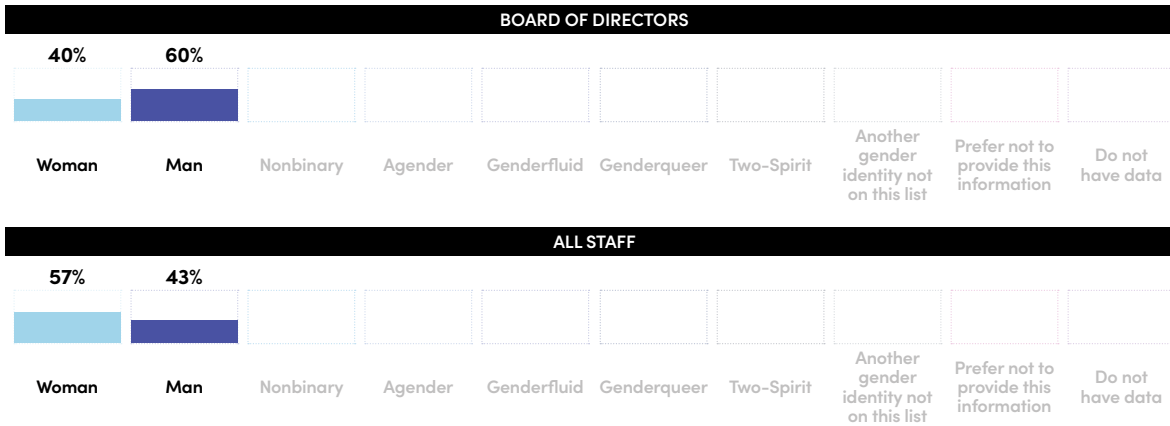 BOARD OF DIRECTORS
40% 60%
Woman Man Nonbinary Agender Genderfluid Genderqueer Two-Spirit
Another
gender
identity not
on this list
Prefer not to
provide this
information
Do not
have data
ALL STAFF
57% 43%
Woman Man Nonbinary Agender Genderfluid Genderqueer Two-Spirit
Another
gender
identity not
on this list
Prefer not to
provide this
information
Do not
have data